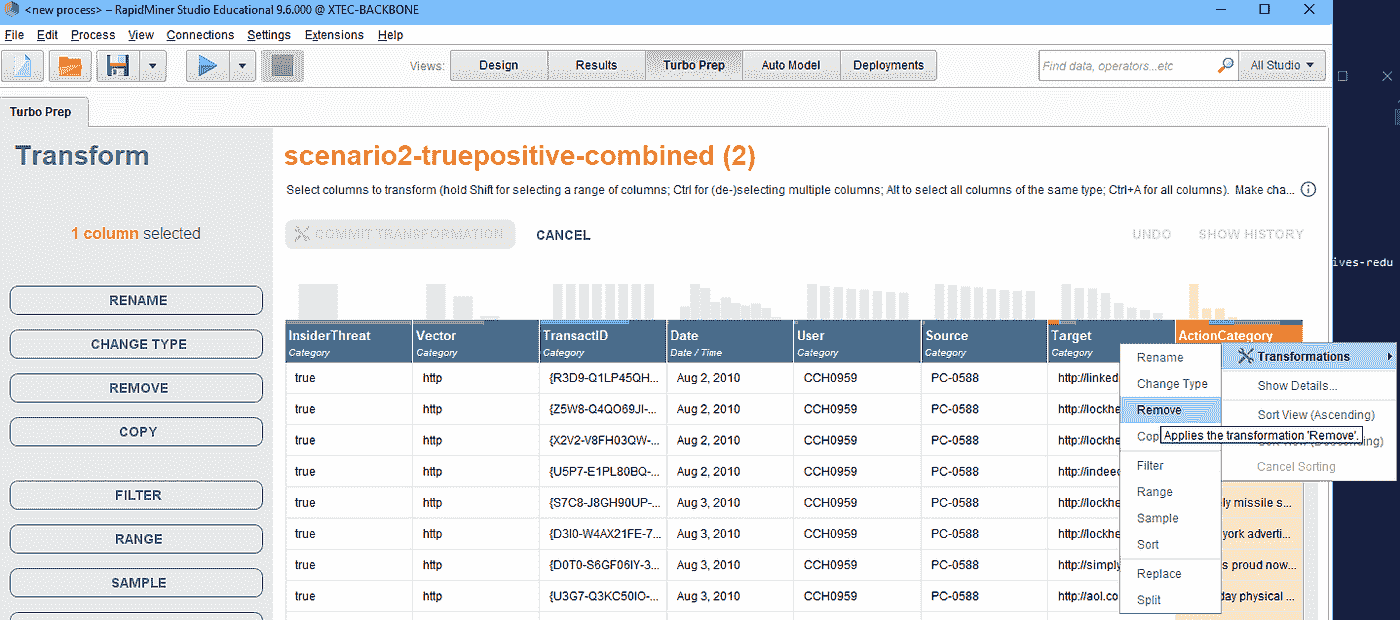 <new process> – RapidMiner Studio Educational 9.6.000 @ XTEC-BACKBONE
File Edit Process View Connections Settings Extensions Help
Views: Design Results Turbo Prep Auto Model Deployments Find data, operators...etc All Studio
Turbo Prep
Transform
1 column selected
RENAME
CHANGE TYPE
REMOVE
COPY
FILTER
RANGE
SAMPLE
scenario2-truepositive-combined (2)
Select columns to transform (hold Shift for selecting a range of columns; Ctrl for (de-)selecting multiple columns; Alt to select all columns of the same type; Ctrl+A for all columns). Make cha...
COMMIT TRANSFORMATION CANCEL UNDO SHOW HISTORY
InsiderThreat Vector TransactID Date User Source Target ActionCategory
Category Category Category Date / Time Category Category Category
true http {R3D9-Q1LP45QH... Aug 2, 2010 CCH0959 PC-0588 http://linked
true http {Z5W8-Q4QO69JI-... Aug 2, 2010 CCH0959 PC-0588 http://lockhe
true http {X2V2-V8FH03QW-... Aug 2, 2010 CCH0959 PC-0588 http://lockhe
true http {U5P7-E1PL80BQ-... Aug 2, 2010 CCH0959 PC-0588 http://indeed
true http {S7C8-J8GH90UP-... Aug 3, 2010 CCH0959 PC-0588 http://lockhe ly missile s...
true http {D3I0-W4AX21FE-7... Aug 3, 2010 CCH0959 PC-0588 http://lockhe ork adverti...
true http {D0T0-S6GF06IY-3... Aug 3, 2010 CCH0959 PC-0588 http://simply s proud now...
true http {U3G7-Q3KC50IO-... Aug 3, 2010 CCH0959 PC-0588 http://aol.co day physical ...
Rename
Change Type
Remove
Cop
Filter
Range
Sample
Sort
Replace
Split
Applies the transformation 'Remove'.
Transformations
Show Details...
Sort View (Ascending)
Cancel Sorting
ives-redu